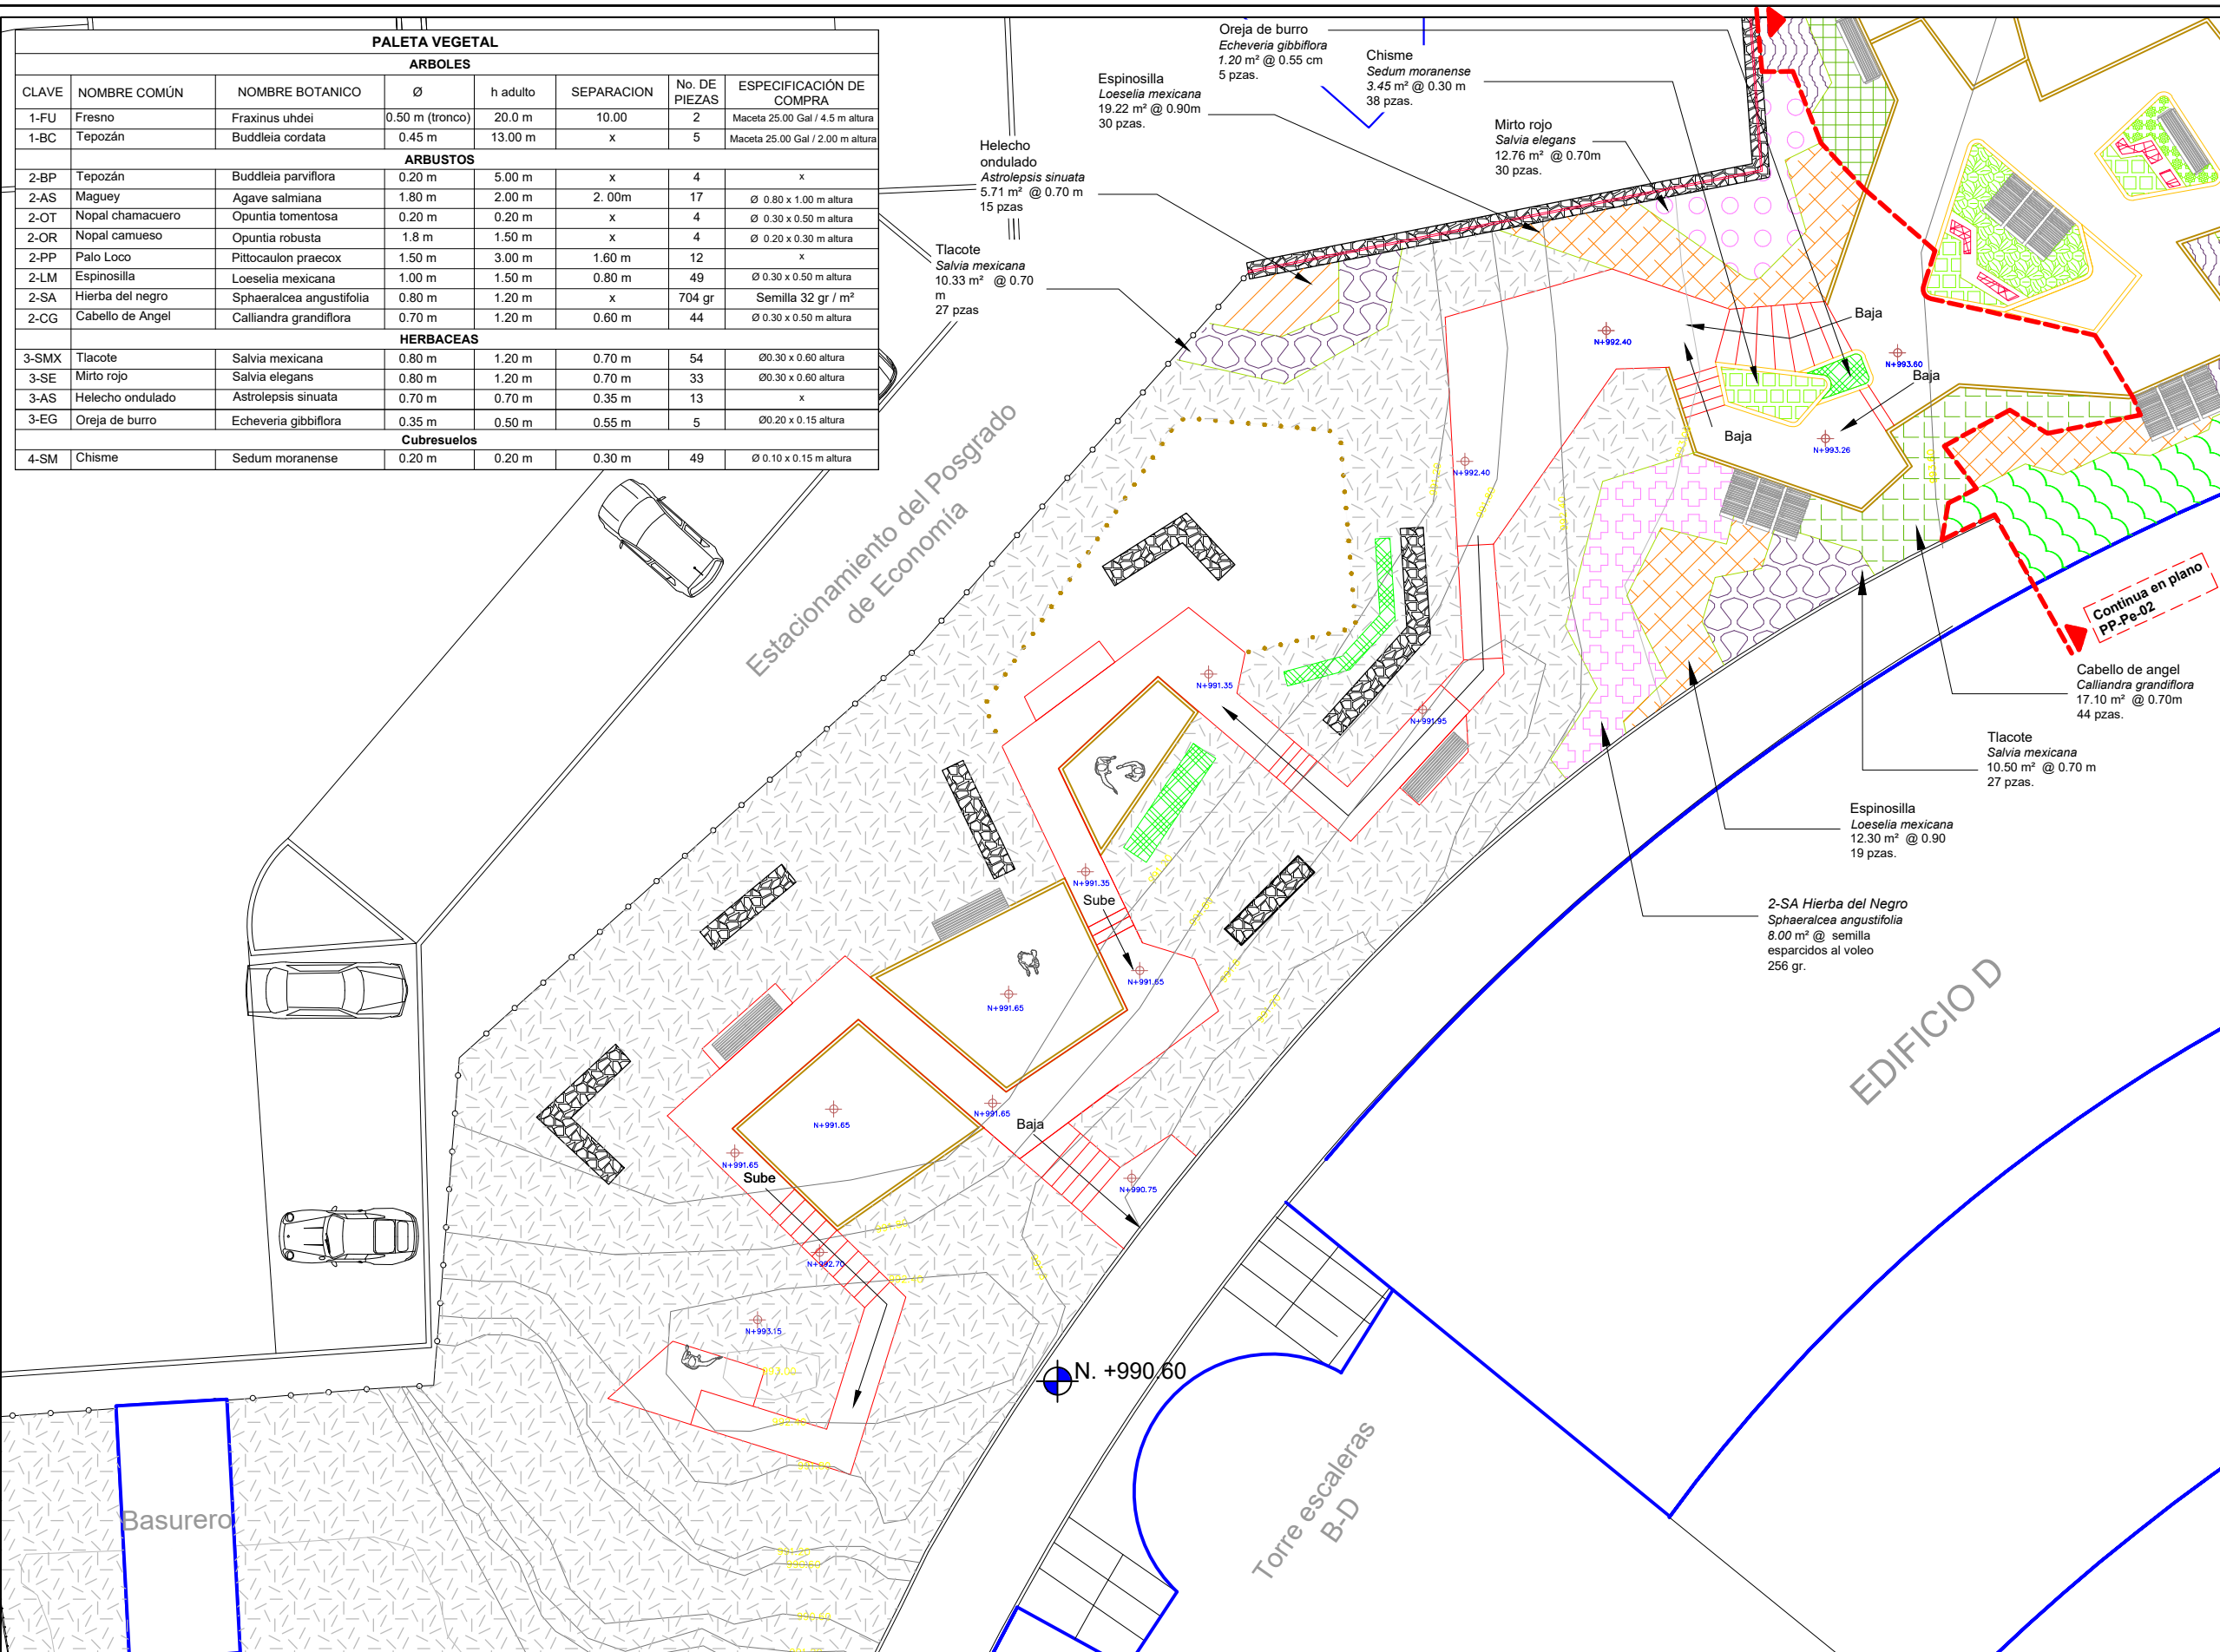 PALETA VEGETAL
ARBOLES
CLAVE NOMBRE COMÚN NOMBRE BOTANICO Ø h adulto SEPARACION No. DE PIEZAS ESPECIFICACIÓN DE COMPRA
1-FU Fresno Fraxinus uhdei 0.50 m (tronco) 20.0 m 10.00 2 Maceta 25.00 Gal / 4.5 m altura
1-BC Tepozán Buddleia cordata 0.45 m 13.00 m x 5 Maceta 25.00 Gal / 2.00 m altura
ARBUSTOS
2-BP Tepozán Buddleia parviflora 0.20 m 5.00 m x 4 x
2-AS Maguey Agave salmiana 1.80 m 2.00 m 2. 00m 17 Ø 0.80 x 1.00 m altura
2-OT Nopal chamacuero Opuntia tomentosa 0.20 m 0.20 m x 4 Ø 0.30 x 0.50 m altura
2-OR Nopal camueso Opuntia robusta 1.8 m 1.50 m x 4 Ø 0.20 x 0.30 m altura
2-PP Palo Loco Pittocaulon praecox 1.50 m 3.00 m 1.60 m 12 x
2-LM Espinosilla Loeselia mexicana 1.00 m 1.50 m 0.80 m 49 Ø 0.30 x 0.50 m altura
2-SA Hierba del negro Sphaeralcea angustifolia 0.80 m 1.20 m x 704 gr Semilla 32 gr / m²
2-CG Cabello de Angel Calliandra grandiflora 0.70 m 1.20 m 0.60 m 44 Ø 0.30 x 0.50 m altura
HERBACEAS
3-SMX Tlacote Salvia mexicana 0.80 m 1.20 m 0.70 m 54 Ø0.30 x 0.60 altura
3-SE Mirto rojo Salvia elegans 0.80 m 1.20 m 0.70 m 33 Ø0.30 x 0.60 altura
3-AS Helecho ondulado Astrolepsis sinuata 0.70 m 0.70 m 0.35 m 13 x
3-EG Oreja de burro Echeveria gibbiflora 0.35 m 0.50 m 0.55 m 5 Ø0.20 x 0.15 altura
Cubresuelos
4-SM Chisme Sedum moranense 0.20 m 0.20 m 0.30 m 49 Ø 0.10 x 0.15 m altura
Oreja de burro
Echeveria gibbiflora
1.20 m² @ 0.55 cm
5 pzas.
Chisme
Sedum moranense
3.45 m² @ 0.30 m
38 pzas.
Espinosilla
Loeselia mexicana
19.22 m² @ 0.90m
30 pzas.
Mirto rojo
Salvia elegans
12.76 m² @ 0.70m
30 pzas.
Helecho
ondulado
Astrolepsis sinuata
5.71 m² @ 0.70 m
15 pzas
Tlacote
Salvia mexicana
10.33 m² @ 0.70
m
27 pzas
Baja
N+992.40
N+993.60
Baja
Baja
N+993.26
N+992.40
Estacionamiento del Posgrado
de Economía
Continua en plano
PP-Pe-02
Cabello de angel
Calliandra grandiflora
17.10 m² @ 0.70m
44 pzas.
Tlacote
Salvia mexicana
10.50 m² @ 0.70 m
27 pzas.
Espinosilla
Loeselia mexicana
12.30 m² @ 0.90
19 pzas.
2-SA Hierba del Negro
Sphaeralcea angustifolia
8.00 m² @ semilla
esparcidos al voleo
256 gr.
N+991.35
N+991.95
N+991.35
Sube
N+991.65
N+991.65
EDIFICIO D
N+991.65
N+991.65
Baja
N+991.65
Sube
N+990.75
N+992.70
N+993.15
N. +990.60
Torre escaleras
B-D
Basurero